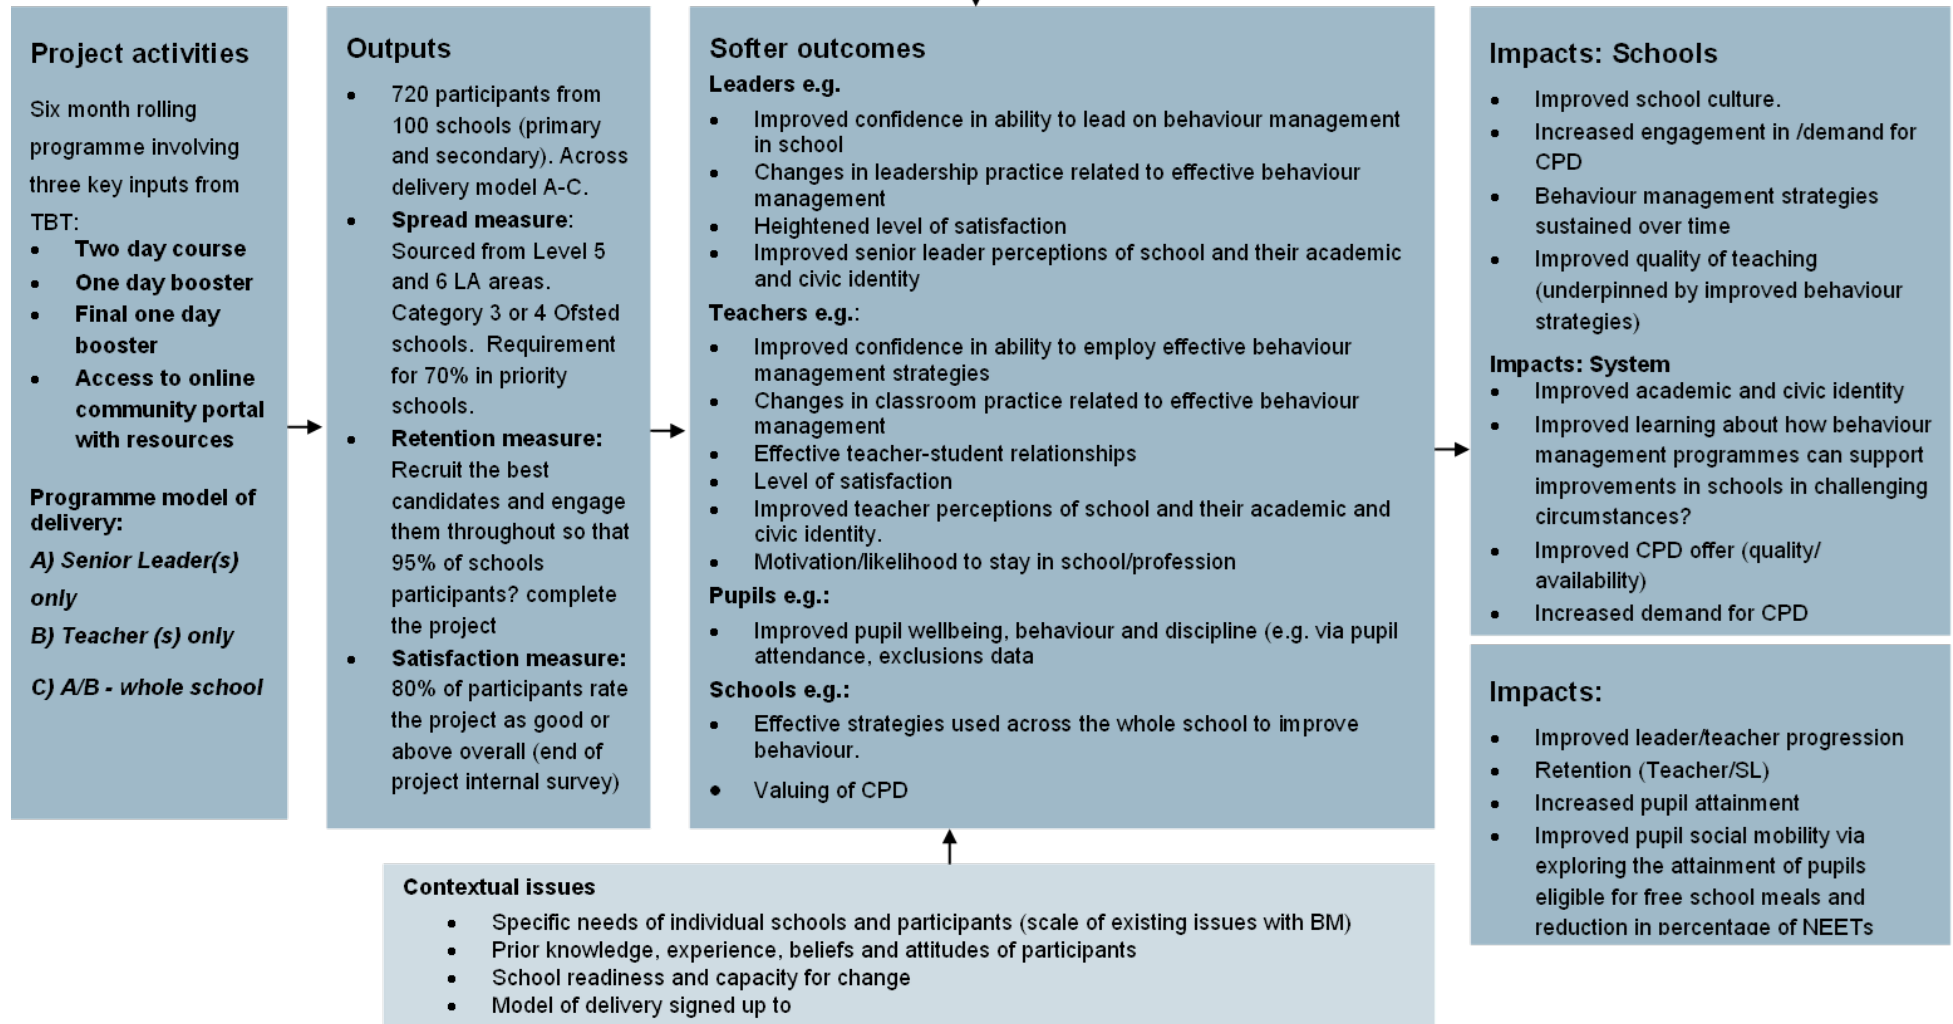 Project activities
Six month rolling
programme involving
three key inputs from
TBT:
• Two day course
• One day booster
• Final one day
booster
• Access to online
community portal
with resources
Programme model of
delivery:
A) Senior Leader(s)
only
B) Teacher (s) only
C) A/B - whole school
Outputs
• 720 participants from
100 schools (primary
and secondary). Across
delivery model A-C.
• Spread measure:
Sourced from Level 5
and 6 LA areas.
Category 3 or 4 Ofsted
schools. Requirement
for 70% in priority
schools.
• Retention measure:
Recruit the best
candidates and engage
them throughout so that
95% of schools
participants? complete
the project
• Satisfaction measure:
80% of participants rate
the project as good or
above overall (end of
project internal survey)
Softer outcomes
Leaders e.g.
• Improved confidence in ability to lead on behaviour management
in school
• Changes in leadership practice related to effective behaviour
management
• Heightened level of satisfaction
• Improved senior leader perceptions of school and their academic
and civic identity
Teachers e.g.:
• Improved confidence in ability to employ effective behaviour
management strategies
• Changes in classroom practice related to effective behaviour
management
• Effective teacher-student relationships
• Level of satisfaction
• Improved teacher perceptions of school and their academic and
civic identity.
• Motivation/likelihood to stay in school/profession
Pupils e.g.:
• Improved pupil wellbeing, behaviour and discipline (e.g. via pupil
attendance, exclusions data
Schools e.g.:
• Effective strategies used across the whole school to improve
behaviour.
• Valuing of CPD
Impacts: Schools
• Improved school culture.
• Increased engagement in /demand for
CPD
• Behaviour management strategies
sustained over time
• Improved quality of teaching
(underpinned by improved behaviour
strategies)
Impacts: System
• Improved academic and civic identity
• Improved learning about how behaviour
management programmes can support
improvements in schools in challenging
circumstances?
• Improved CPD offer (quality/
availability)
• Increased demand for CPD
Impacts:
• Improved leader/teacher progression
• Retention (Teacher/SL)
• Increased pupil attainment
• Improved pupil social mobility via
exploring the attainment of pupils
eligible for free school meals and
reduction in percentage of NEETs
Contextual issues
• Specific needs of individual schools and participants (scale of existing issues with BM)
• Prior knowledge, experience, beliefs and attitudes of participants
• School readiness and capacity for change
• Model of delivery signed up to